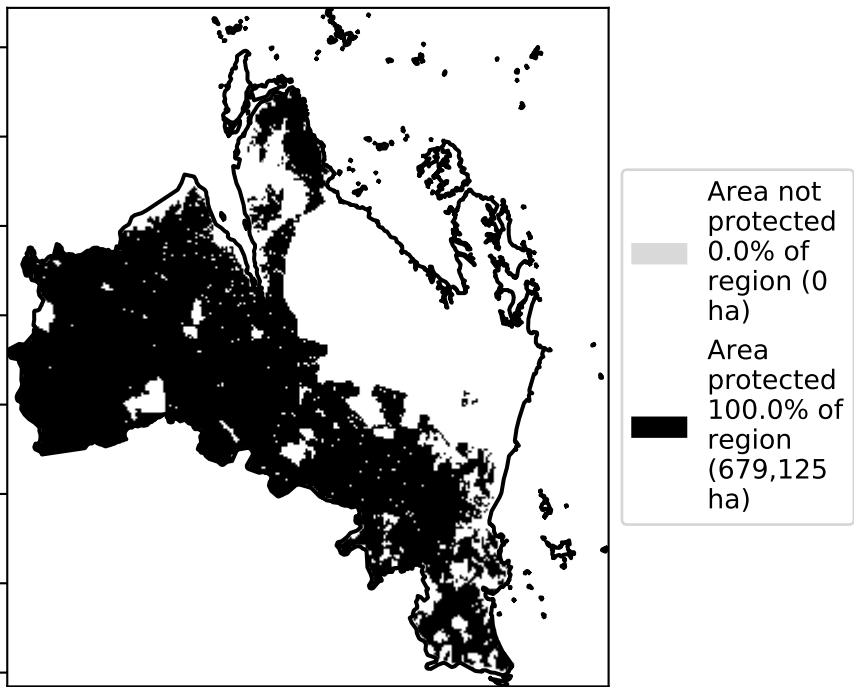 Area not
protected
0.0% of
region (0
ha)
Area
protected
100.0% of
region
(679,125
ha)